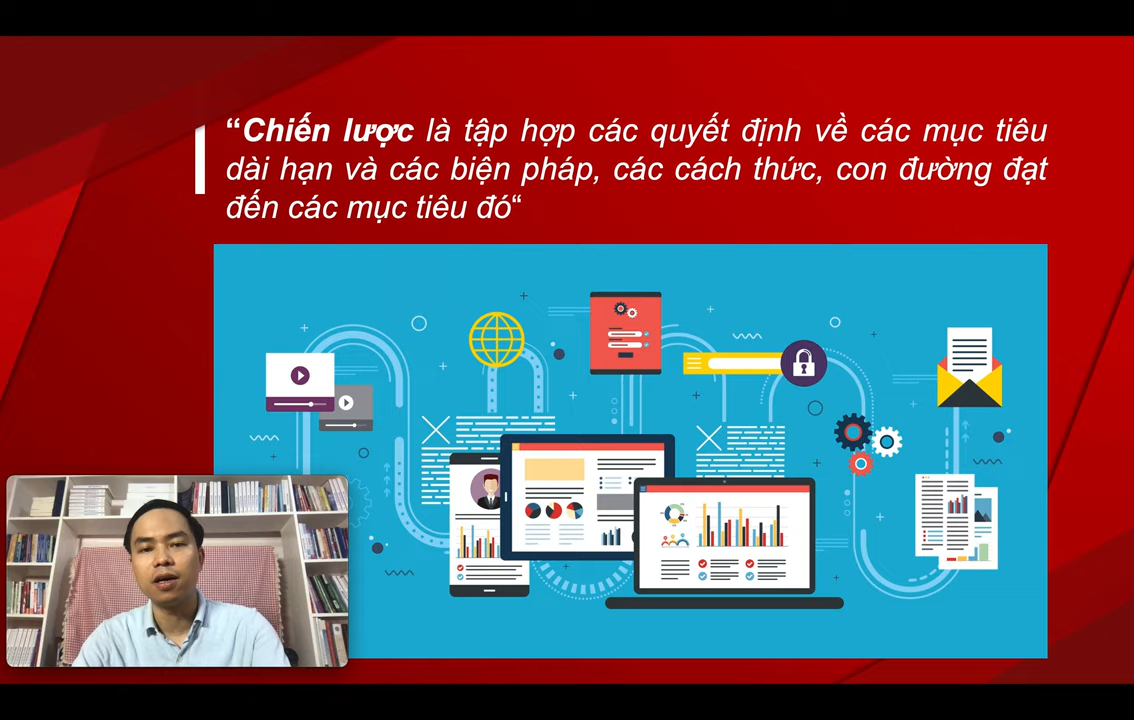 “Chiến lược là tập hợp các quyết định về các mục tiêu
dài hạn và các biện pháp, các cách thức, con đường đạt
đến các mục tiêu đó“